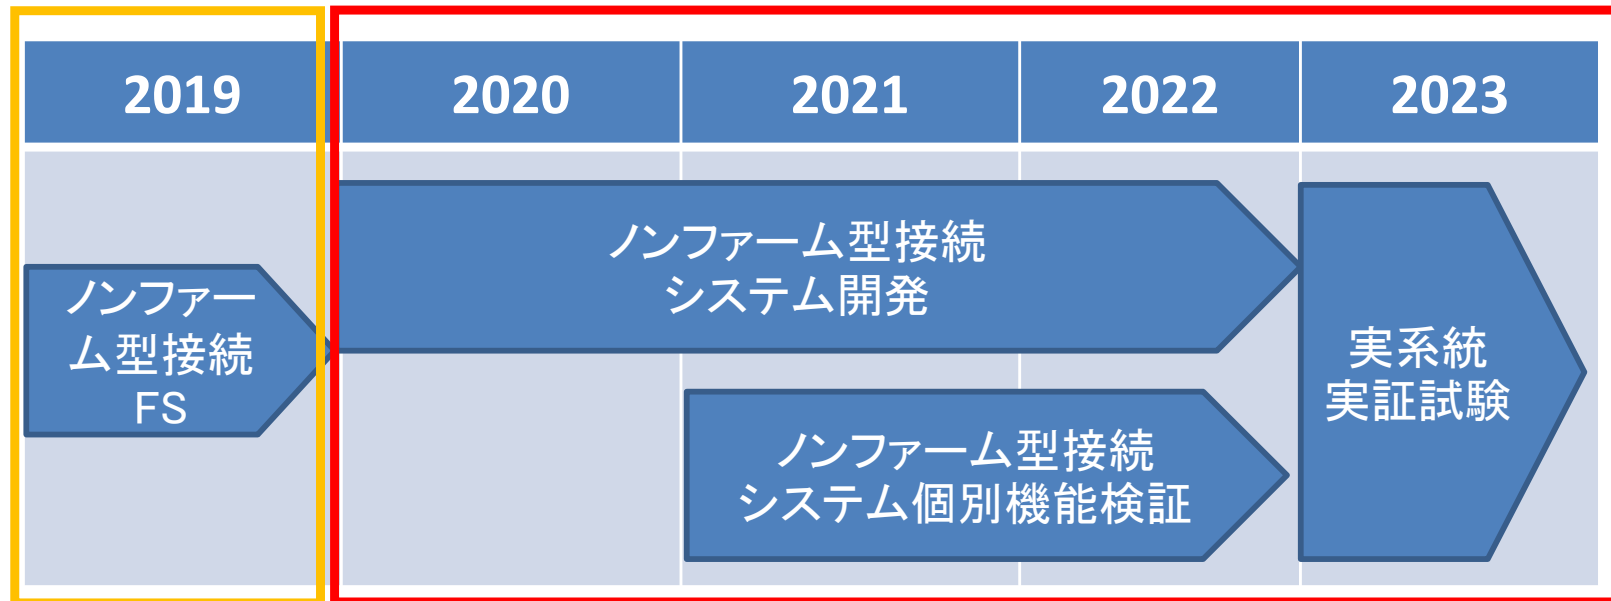 2019 2020 2021 2022 2023
ノンファーム型接続
システム開発
ノンファー
ム型接続
FS
実系統
実証試験
ノンファーム型接続
システム個別機能検証